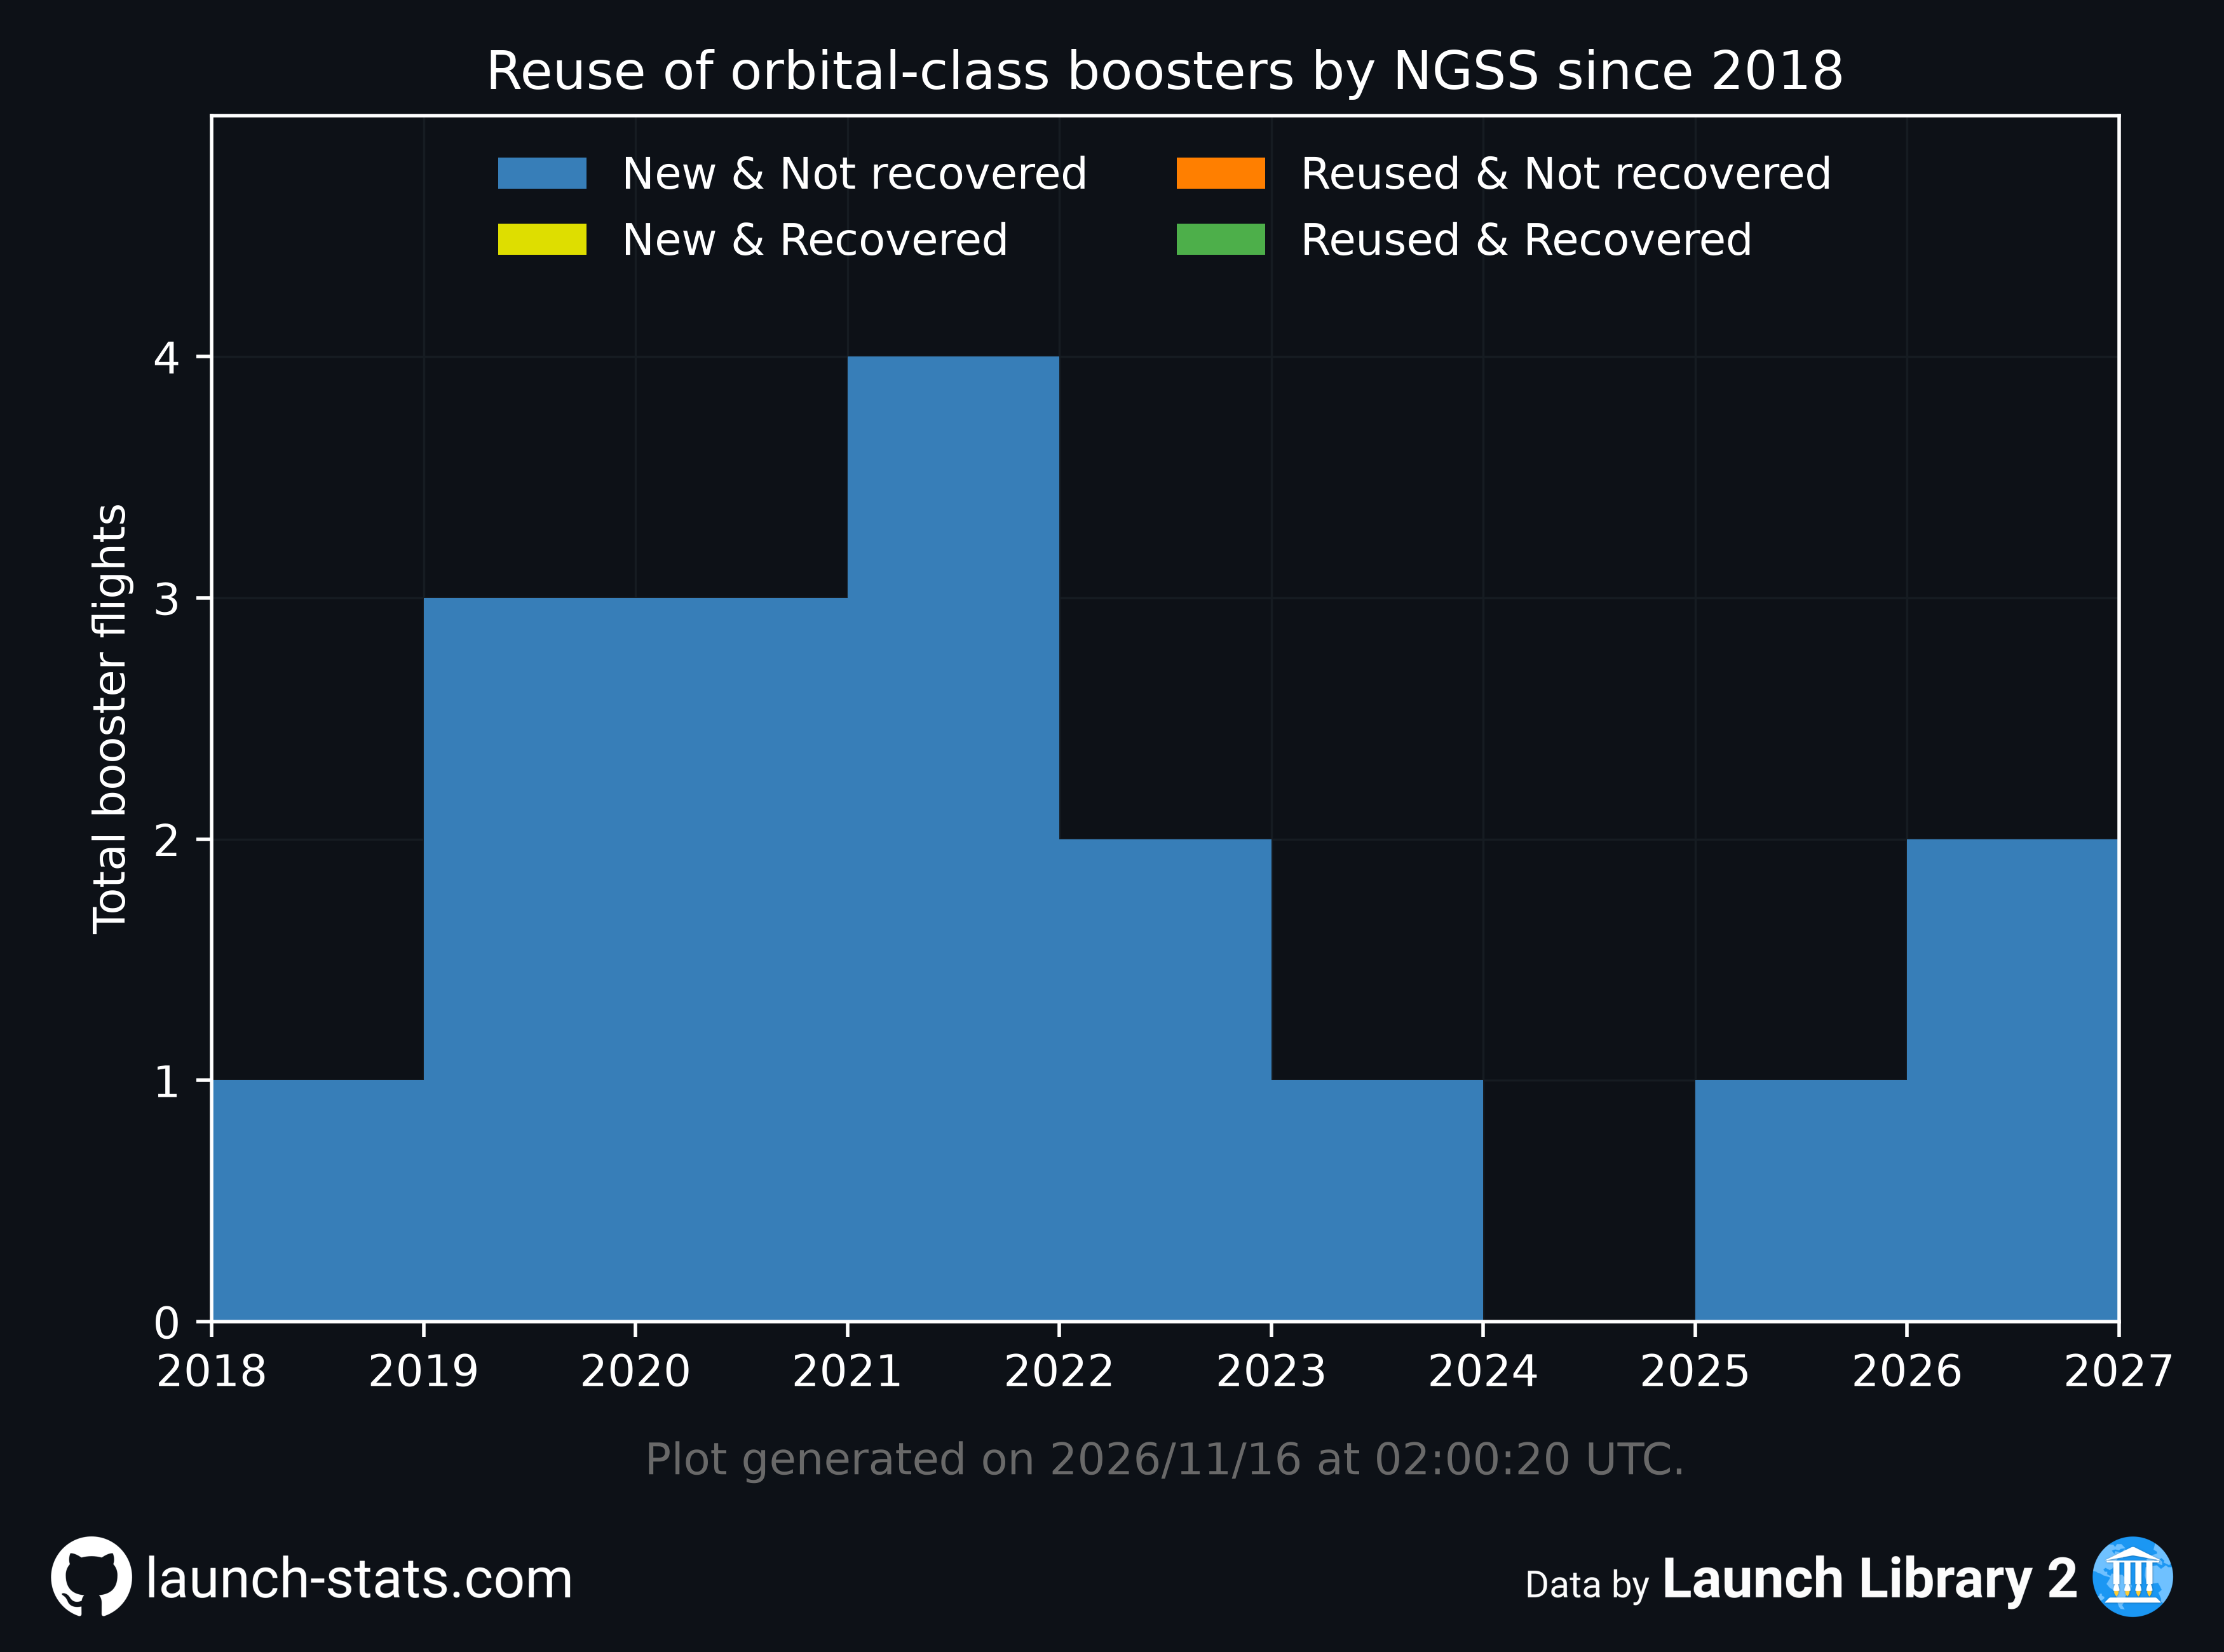 Reuse of orbital-class boosters by NGSS since 2018
New & Not recovered
New & Recovered
Reused & Not recovered
Reused & Recovered
Total booster flights
4
3
2
1
0
2018 2019 2020 2021 2022 2023 2024 2025 2026 2027
Plot generated on 2026/11/16 at 02:00:20 UTC.
launch-stats.com
Data by Launch Library 2